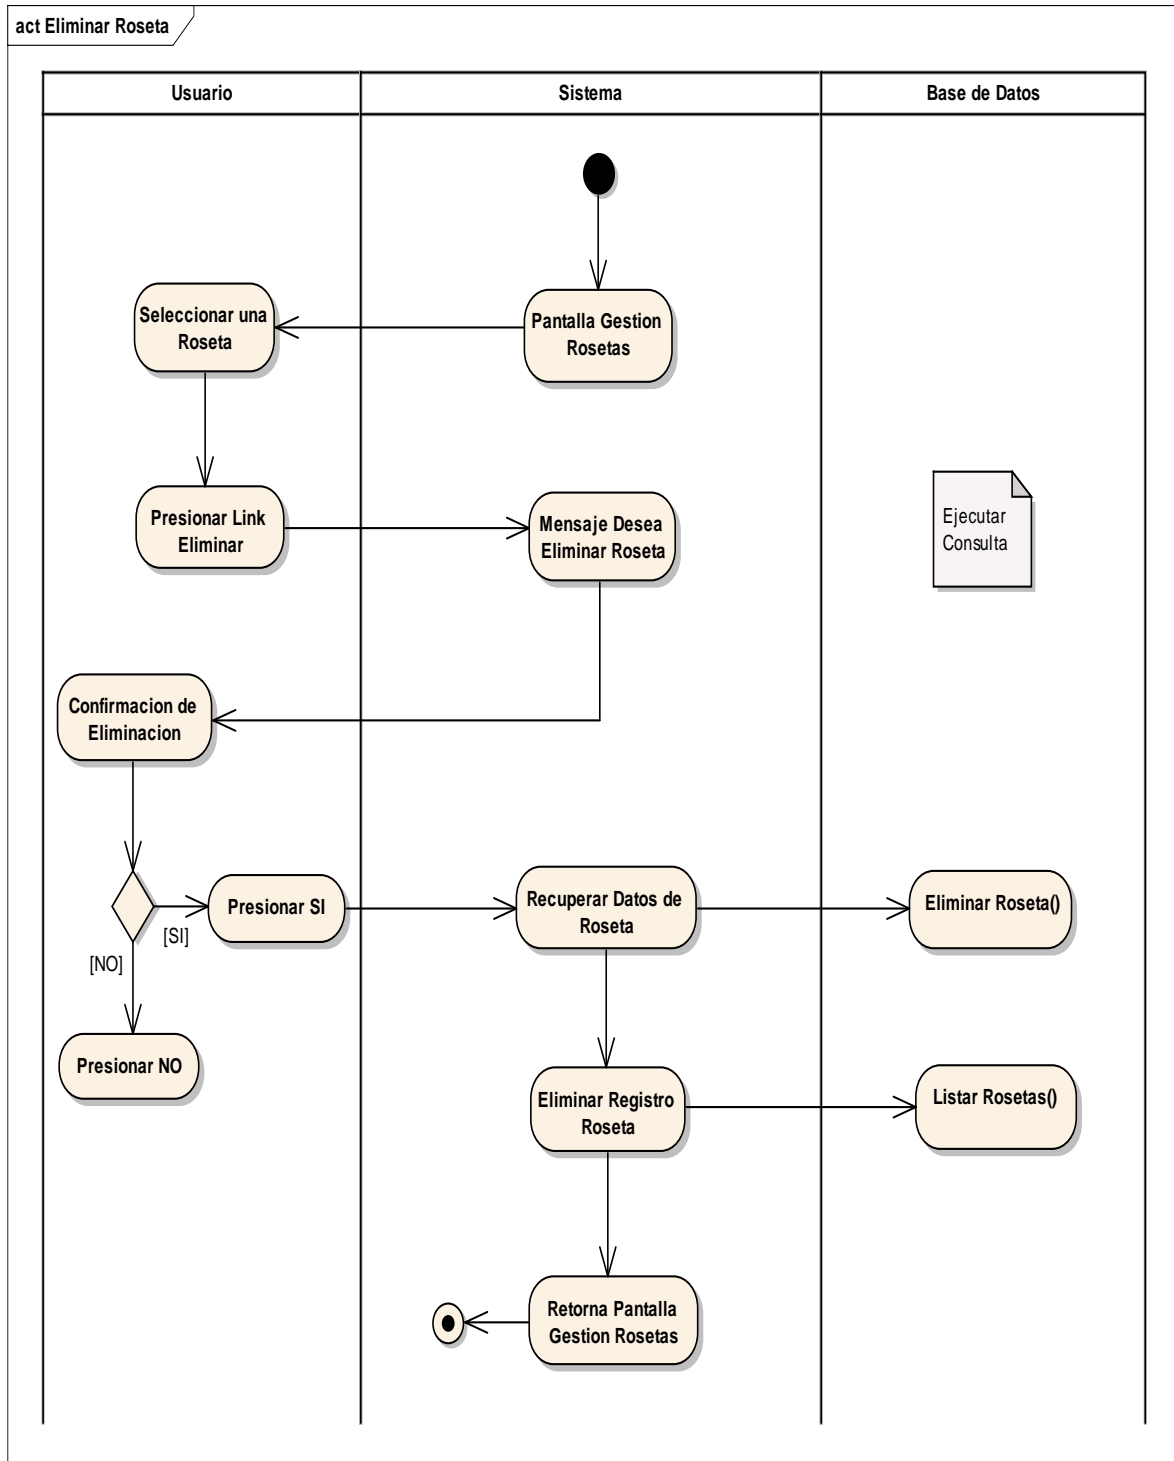 act Eliminar Roseta
Usuario
Sistema
Base de Datos
Seleccionar una
Roseta
Pantalla Gestion
Rosetas
Presionar Link
Eliminar
Mensaje Desea
Eliminar Roseta
Ejecutar
Consulta
Confirmacion de
Eliminacion
Presionar SI
[SI]
[NO]
Recuperar Datos de
Roseta
Eliminar Roseta()
Presionar NO
Eliminar Registro
Roseta
Listar Rosetas()
Retorna Pantalla
Gestion Rosetas